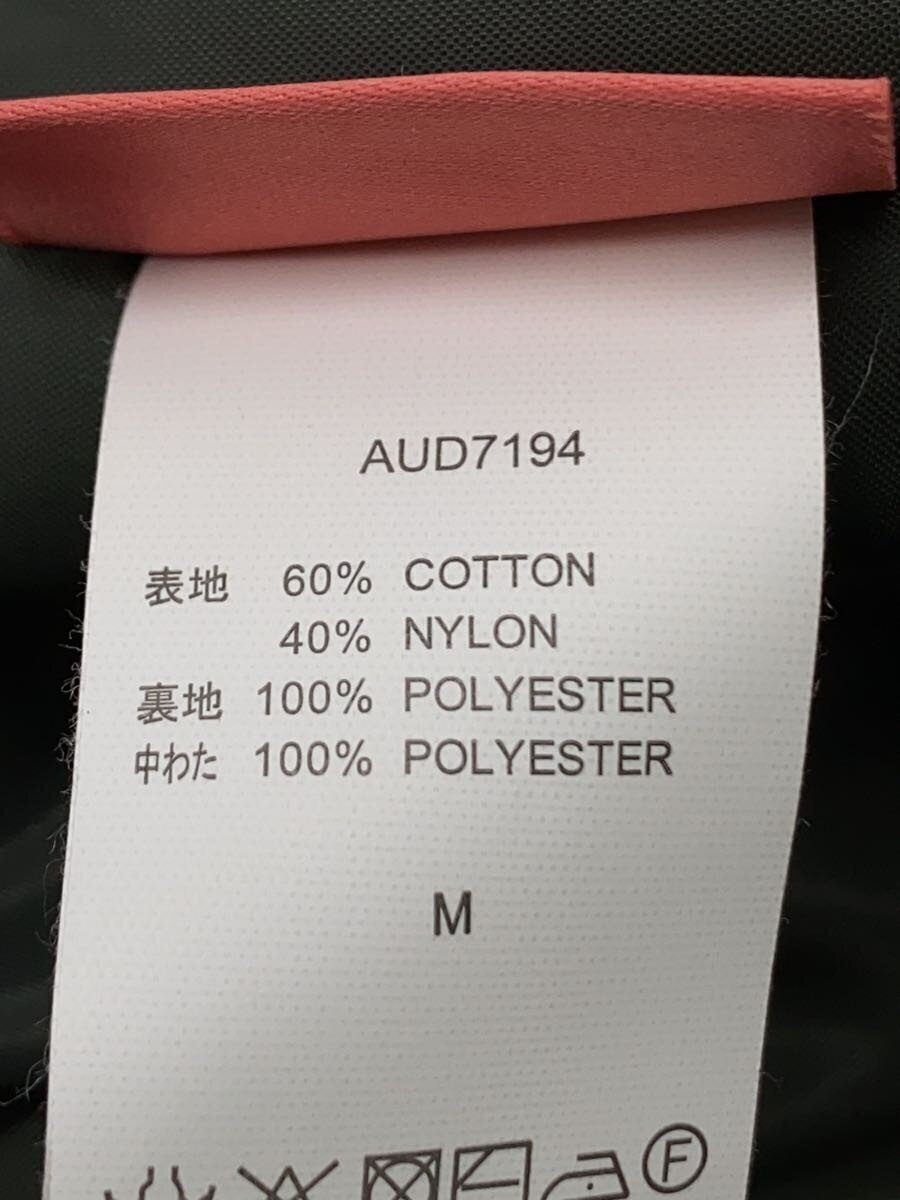 AUD7194
表地 60% COTTON
40% NYLON
裏地 100% POLYESTER
中わた 100% POLYESTER
M
F